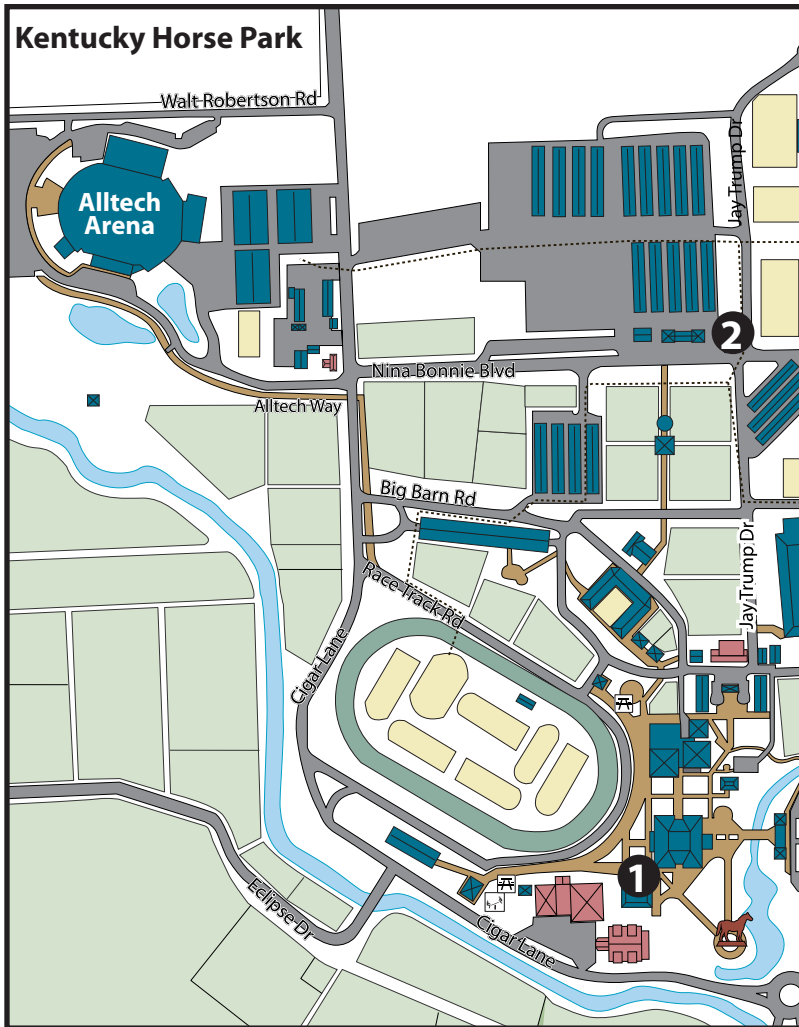 Kentucky Horse Park
Walt Robertson Rd
Jay Trump Dr
Alltech
Arena
2
Nina Bonnie Blvd
Alltech Way
Big Barn Rd
Jay Trump Dr
Race Track Rd
Cigar Lane
1
Eclipse Dr
Cigar Lane